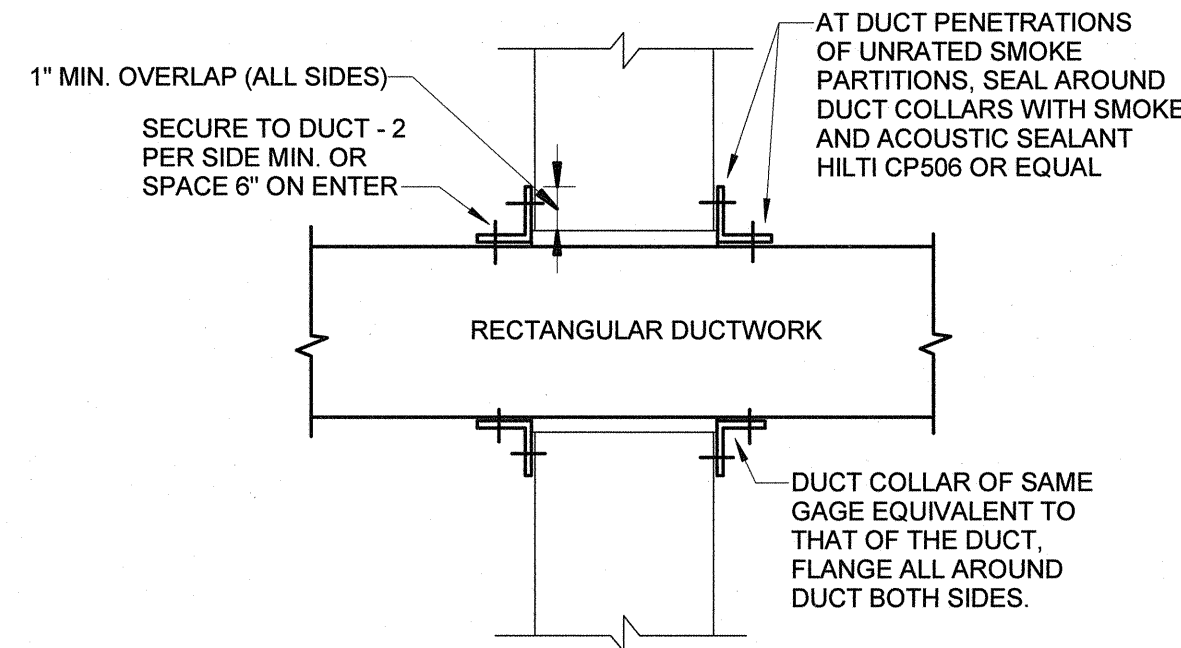 AT DUCT PENETRATIONS
OF UNRATED SMOKE
PARTITIONS, SEAL AROUND
DUCT COLLARS WITH SMOKE
AND ACOUSTIC SEALANT
HILTI CP506 OR EQUAL
1" MIN. OVERLAP (ALL SIDES)
SECURE TO DUCT - 2
PER SIDE MIN. OR
SPACE 6" ON ENTER
RECTANGULAR DUCTWORK
DUCT COLLAR OF SAME
GAGE EQUIVALENT TO
THAT OF THE DUCT,
FLANGE ALL AROUND
DUCT BOTH SIDES.